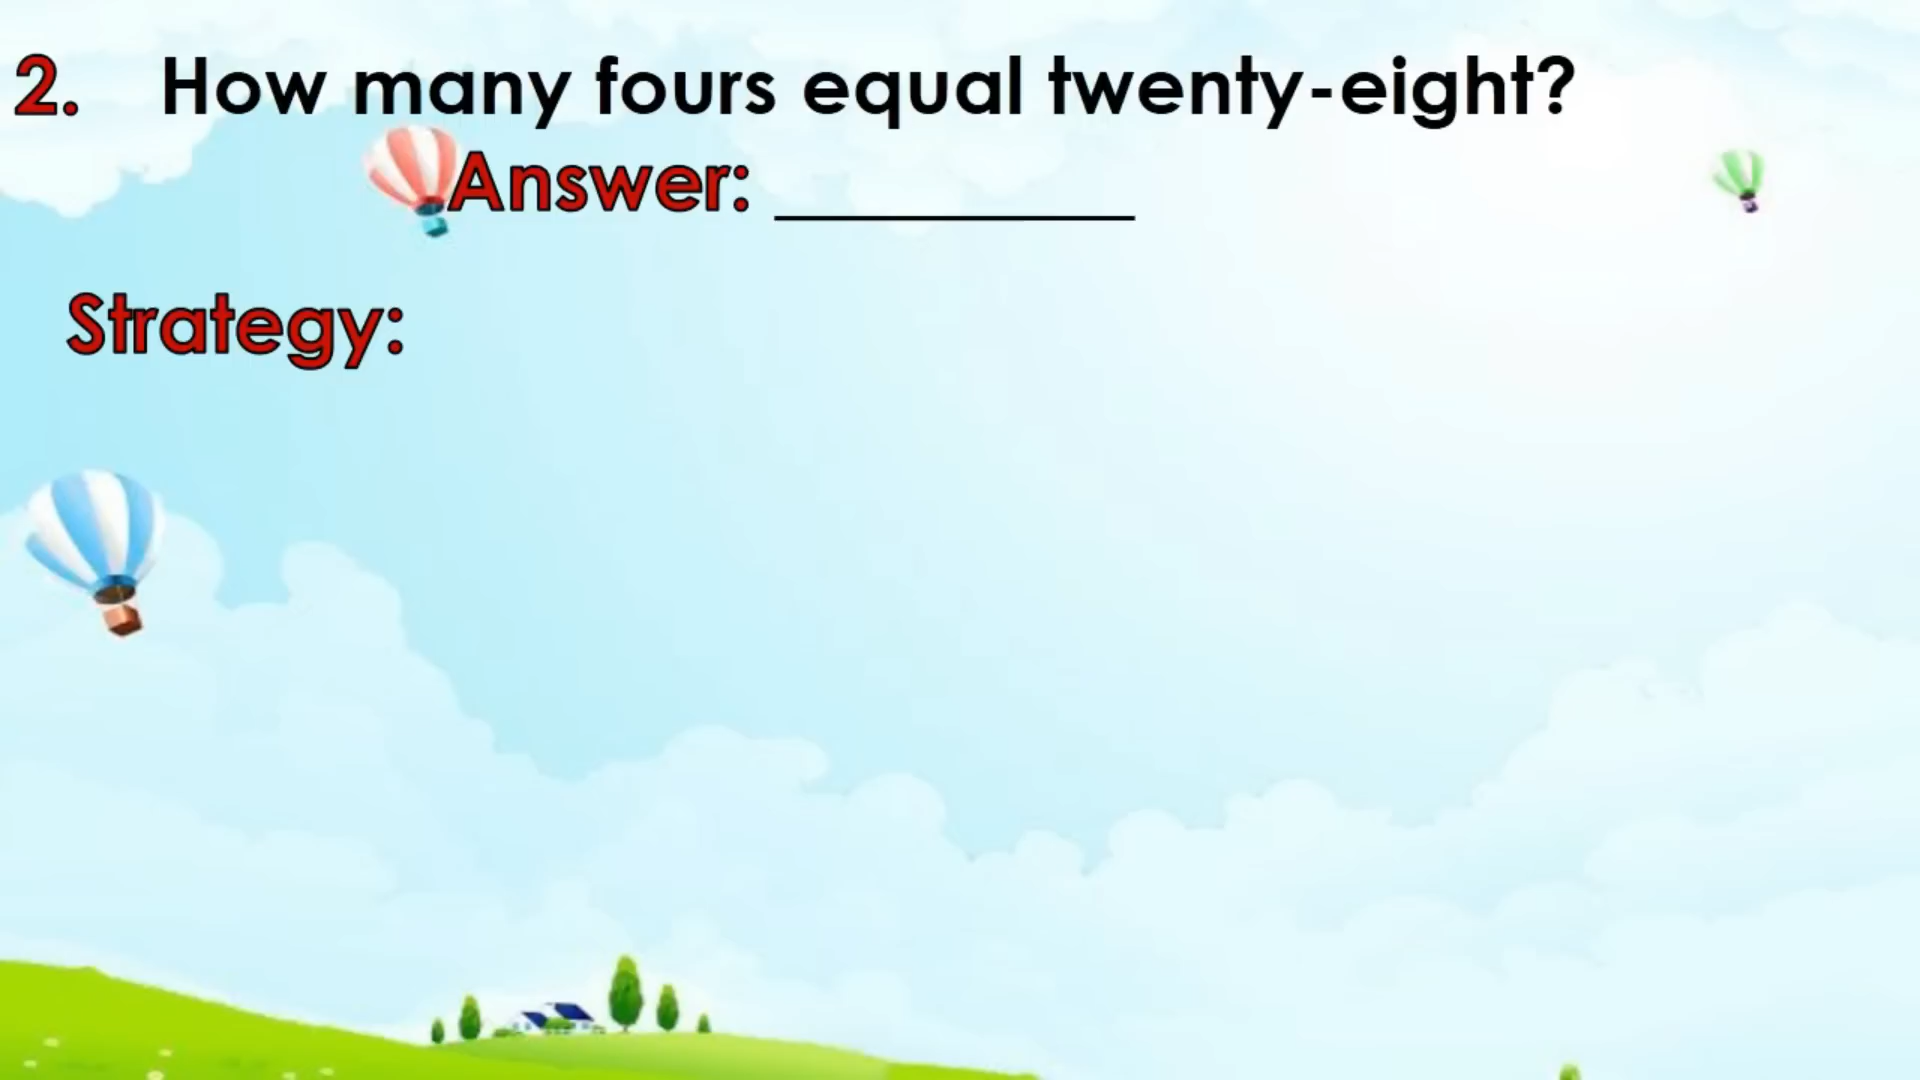 2. How many fours equal twenty-eight?
Answer: __________
Strategy: